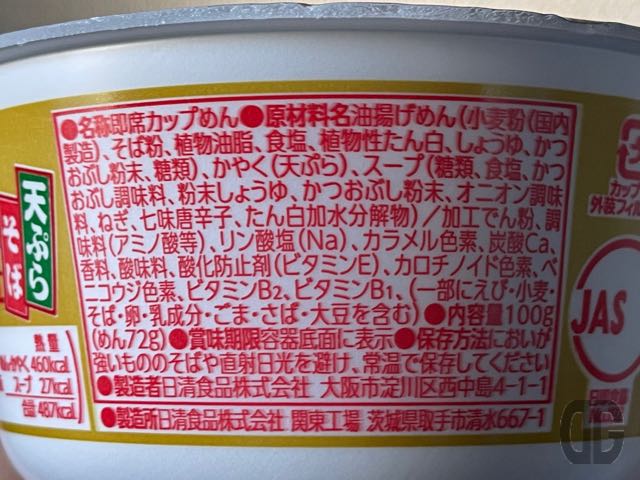 ●名称即席カップめん●原材料名油揚げめん(小麦粉(国内
製造)、そば粉、植物油脂、食塩、植物性たん白、しょうゆ、かつ
おぶし粉末、糖類)、かやく(天ぷら)、スープ(糖類、食塩、か
つおぶし調味料、粉末しょうゆ、かつおぶし粉末、オニオン調味
料、ねぎ、七味唐辛子、たん白加水分解物)/加工でん粉、調
味料(アミノ酸等)、リン酸塩(Na)、カラメル色素、炭酸Ca、
香料、酸味料、酸化防止剤(ビタミンE)、カロチノイド色素、ベ
ニコウジ色素、ビタミンB2、ビタミンB1、(一部にえび・小麦・
そば・卵・乳成分・ごま・さば・大豆を含む)●内容量100g
(めん72g)●賞味期限容器底面に表示●保存方法においが
強いもののそばや直射日光を避け、常温で保存してください
●製造者日清食品株式会社 大阪市淀川区西中島4-1-1
●製造所日清食品株式会社 関東工場 茨城県取手市清水667-1
天ぷら
そば
熱量
かやく 460kcal
スープ 27kcal
合計 487kcal
カップ
外装フィ
JAS